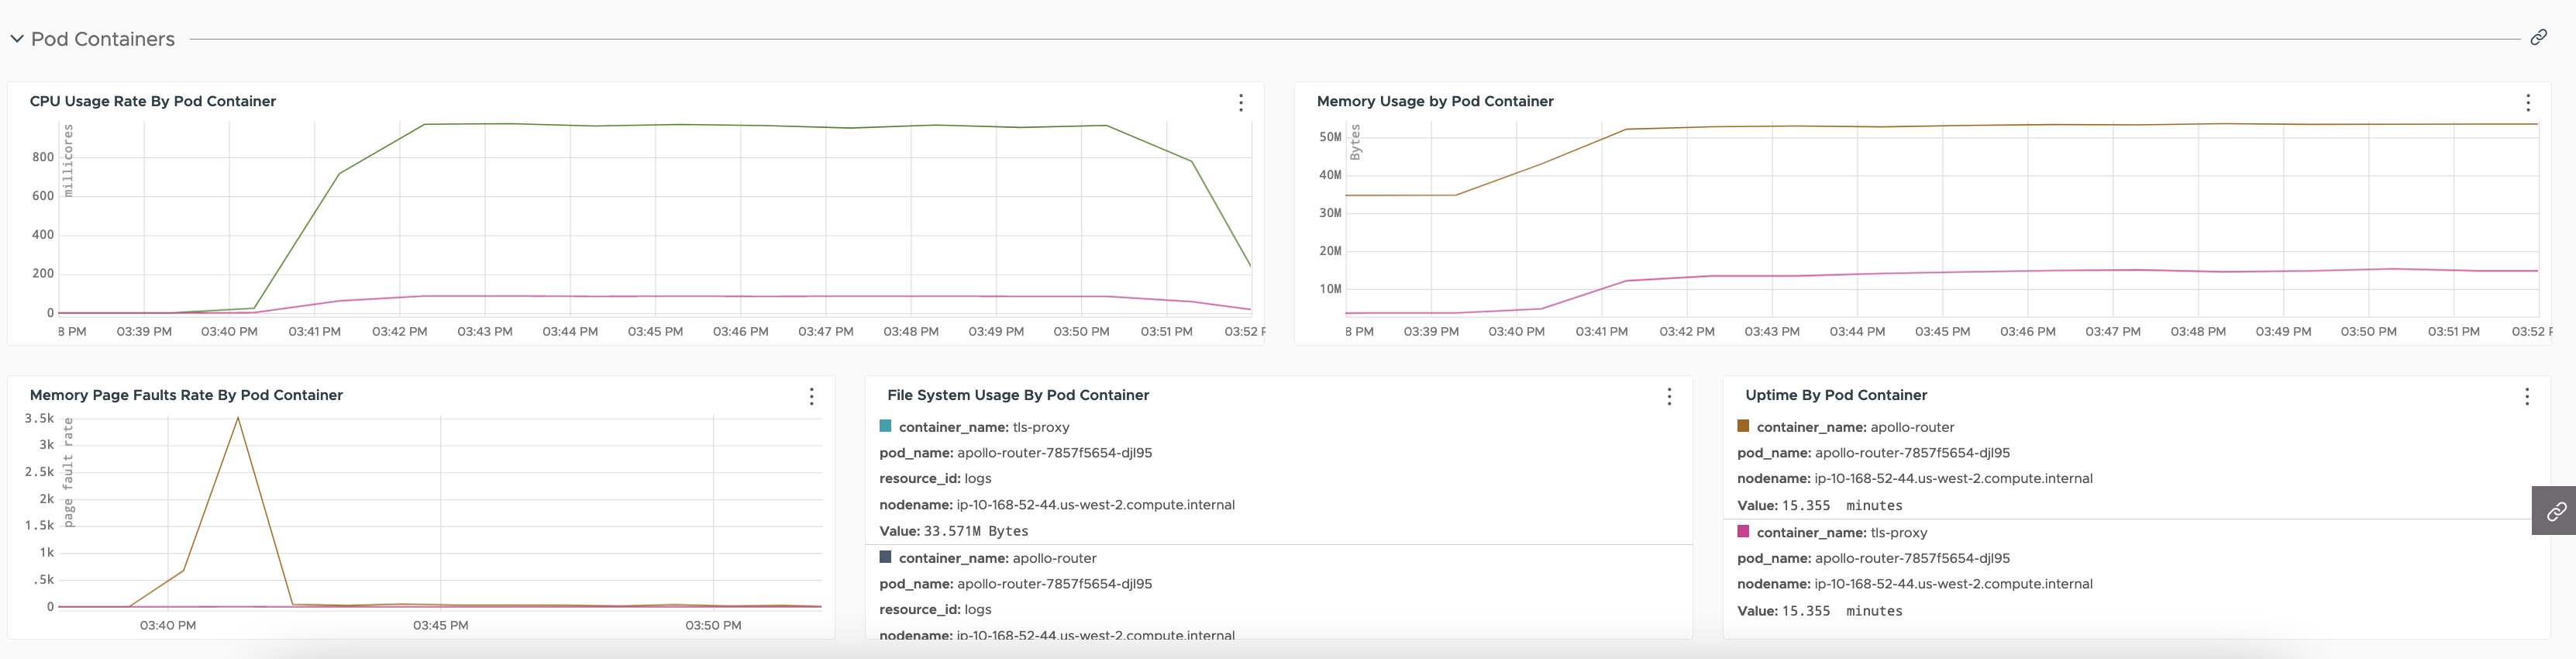 Pod Containers
CPU Usage Rate By Pod Container
millicores
800
600
400
200
0
8 PM 03:39 PM 03:40 PM 03:41 PM 03:42 PM 03:43 PM 03:44 PM 03:45 PM 03:46 PM 03:47 PM 03:48 PM 03:49 PM 03:50 PM 03:51 PM 03:52 P
Memory Usage by Pod Container
Bytes
50M
40M
30M
20M
10M
8 PM 03:39 PM 03:40 PM 03:41 PM 03:42 PM 03:43 PM 03:44 PM 03:45 PM 03:46 PM 03:47 PM 03:48 PM 03:49 PM 03:50 PM 03:51 PM 03:52 P
Memory Page Faults Rate By Pod Container
page fault rate
3.5k
3k
2.5k
2k
1.5k
1k
.5k
0
03:40 PM 03:45 PM 03:50 PM
File System Usage By Pod Container
container_name: tls-proxy
pod_name: apollo-router-7857f5654-djl95
resource_id: logs
nodename: ip-10-168-52-44.us-west-2.compute.internal
Value: 33.571M Bytes
container_name: apollo-router
pod_name: apollo-router-7857f5654-djl95
resource_id: logs
nodename: ip-10-168-52-44.us-west-2.compute.internal
Uptime By Pod Container
container_name: apollo-router
pod_name: apollo-router-7857f5654-djl95
nodename: ip-10-168-52-44.us-west-2.compute.internal
Value: 15.355 minutes
container_name: tls-proxy
pod_name: apollo-router-7857f5654-djl95
nodename: ip-10-168-52-44.us-west-2.compute.internal
Value: 15.355 minutes